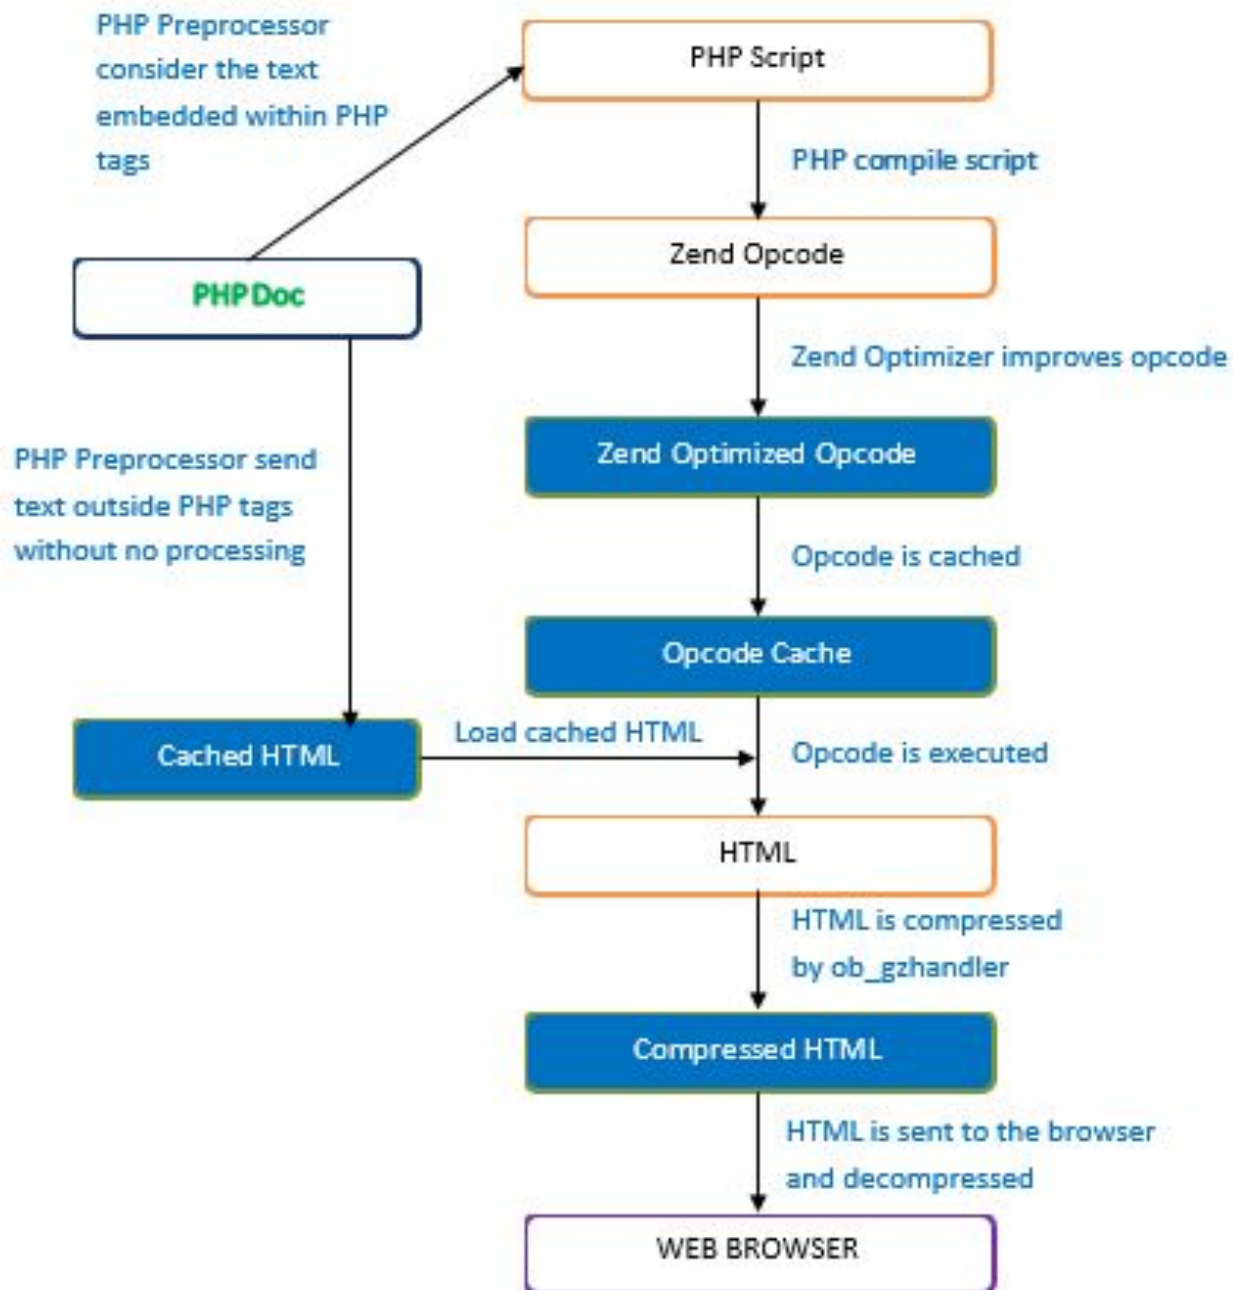 PHP Preprocessor
consider the text
embedded within PHP
tags
PHP Script
PHP compile script
Zend Opcode
PHPDoc
Zend Optimizer improves opcode
Zend Optimized Opcode
PHP Preprocessor send
text outside PHP tags
without no processing
Opcode is cached
Opcode Cache
Cached HTML
Load cached HTML
Opcode is executed
HTML
HTML is compressed
by ob_gzhandler
Compressed HTML
HTML is sent to the browser
and decompressed
WEB BROWSER